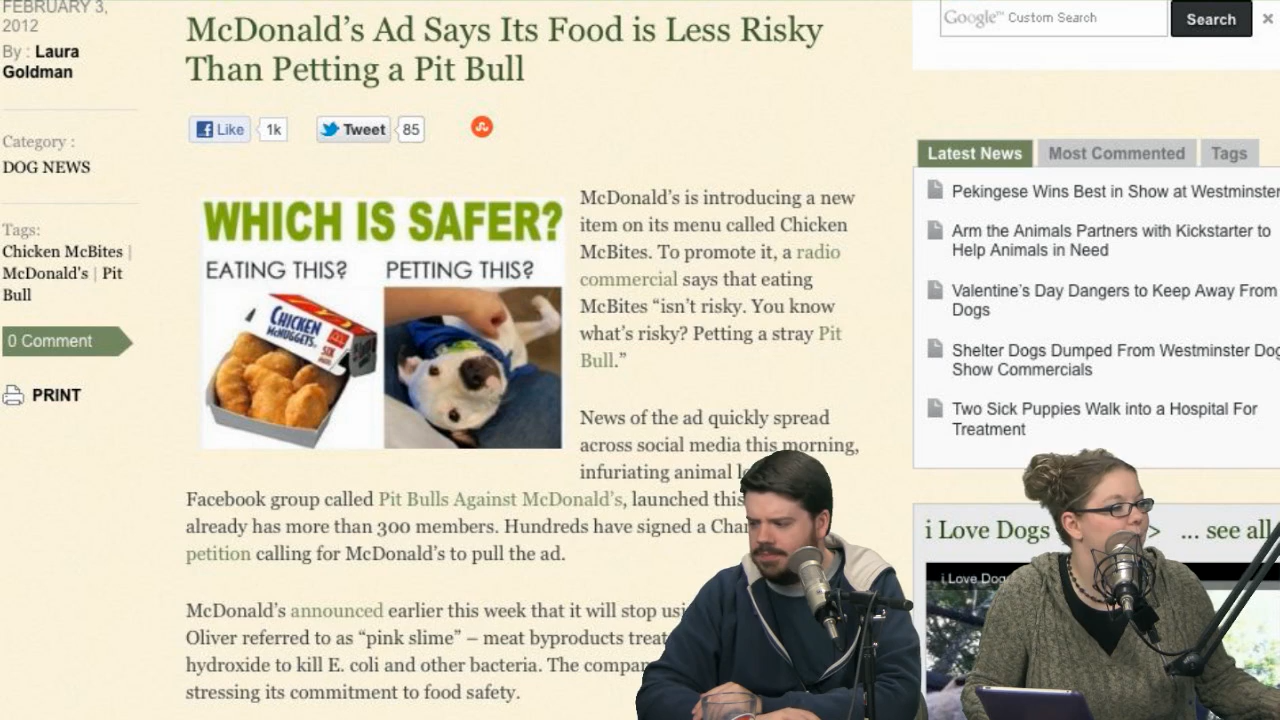 FEBRUARY 3,
2012
By : Laura
Goldman
Category :
DOG NEWS
Tags:
Chicken McBites |
McDonald's | Pit
Bull
0 Comment
PRINT
McDonald's Ad Says Its Food is Less Risky
Than Petting a Pit Bull
Like 1k Tweet 85
WHICH IS SAFER?
EATING THIS? PETTING THIS?
CHICKEN
McNUGGETS
McDonald's is introducing a new
item on its menu called Chicken
McBites. To promote it, a radio
commercial says that eating
McBites “isn't risky. You know
what's risky? Petting a stray Pit
Bull.”
News of the ad quickly spread
across social media this morning,
infuriating animal
Facebook group called Pit Bulls Against McDonald's, launched this
already has more than 300 members. Hundreds have signed a
petition calling for McDonald's to pull the ad.
McDonald's announced earlier this week that it will stop
Oliver referred to as “pink slime” – meat byproducts
hydroxide to kill E. coli and other bacteria. The
stressing its commitment to food safety.
Google™ Custom Search Search ×
Latest News Most Commented Tags
Pekingese Wins Best in Show at Westminster
Arm the Animals Partners with Kickstarter to
Help Animals in Need
Valentine's Day Dangers to Keep Away From
Dogs
Shelter Dogs Dumped From Westminster Dog
Show Commercials
Two Sick Puppies Walk into a Hospital For
Treatment
i Love Dogs > ... see all
i Love